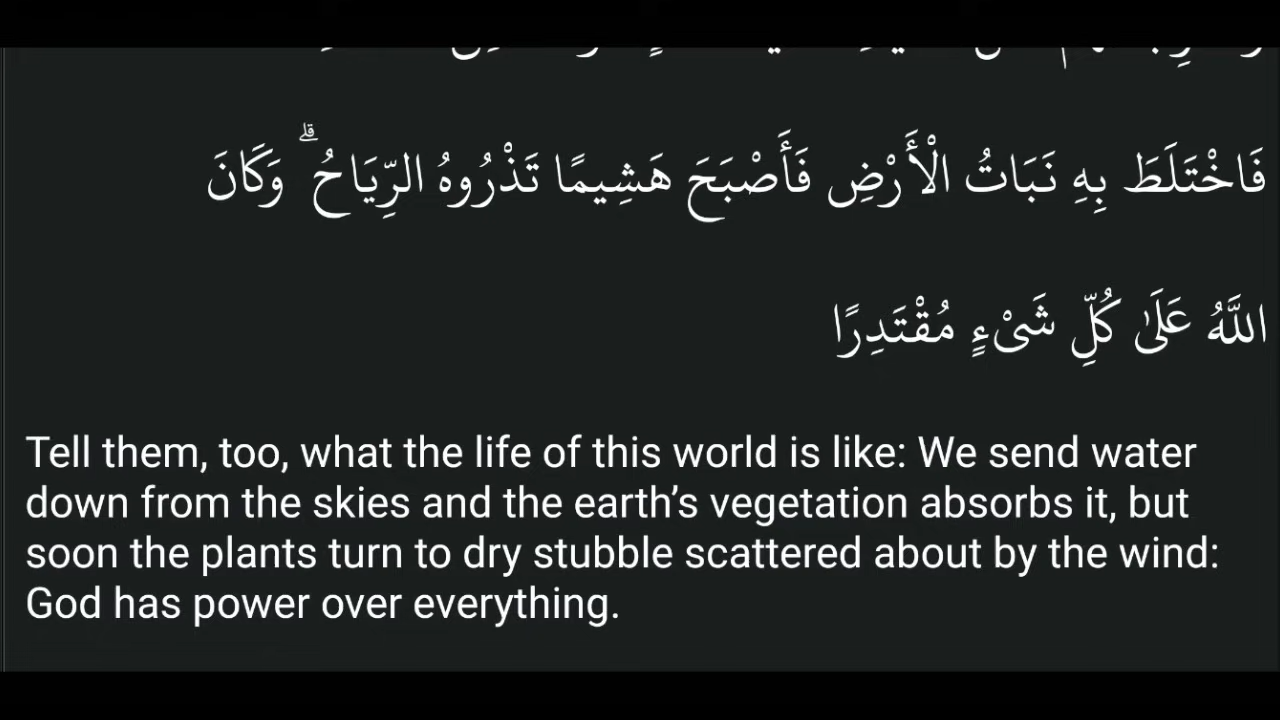 فَاخْتَلَطَ بِهِ نَبَاتُ الْأَرْضِ فَأَصْبَحَ هَشِيمًا تَذْرُوهُ الرِّيَاحُ ۗ وَكَانَ
اللَّهُ عَلَىٰ كُلِّ شَىْءٍ مُقْتَدِرًا
Tell them, too, what the life of this world is like: We send water
down from the skies and the earth’s vegetation absorbs it, but
soon the plants turn to dry stubble scattered about by the wind:
God has power over everything.